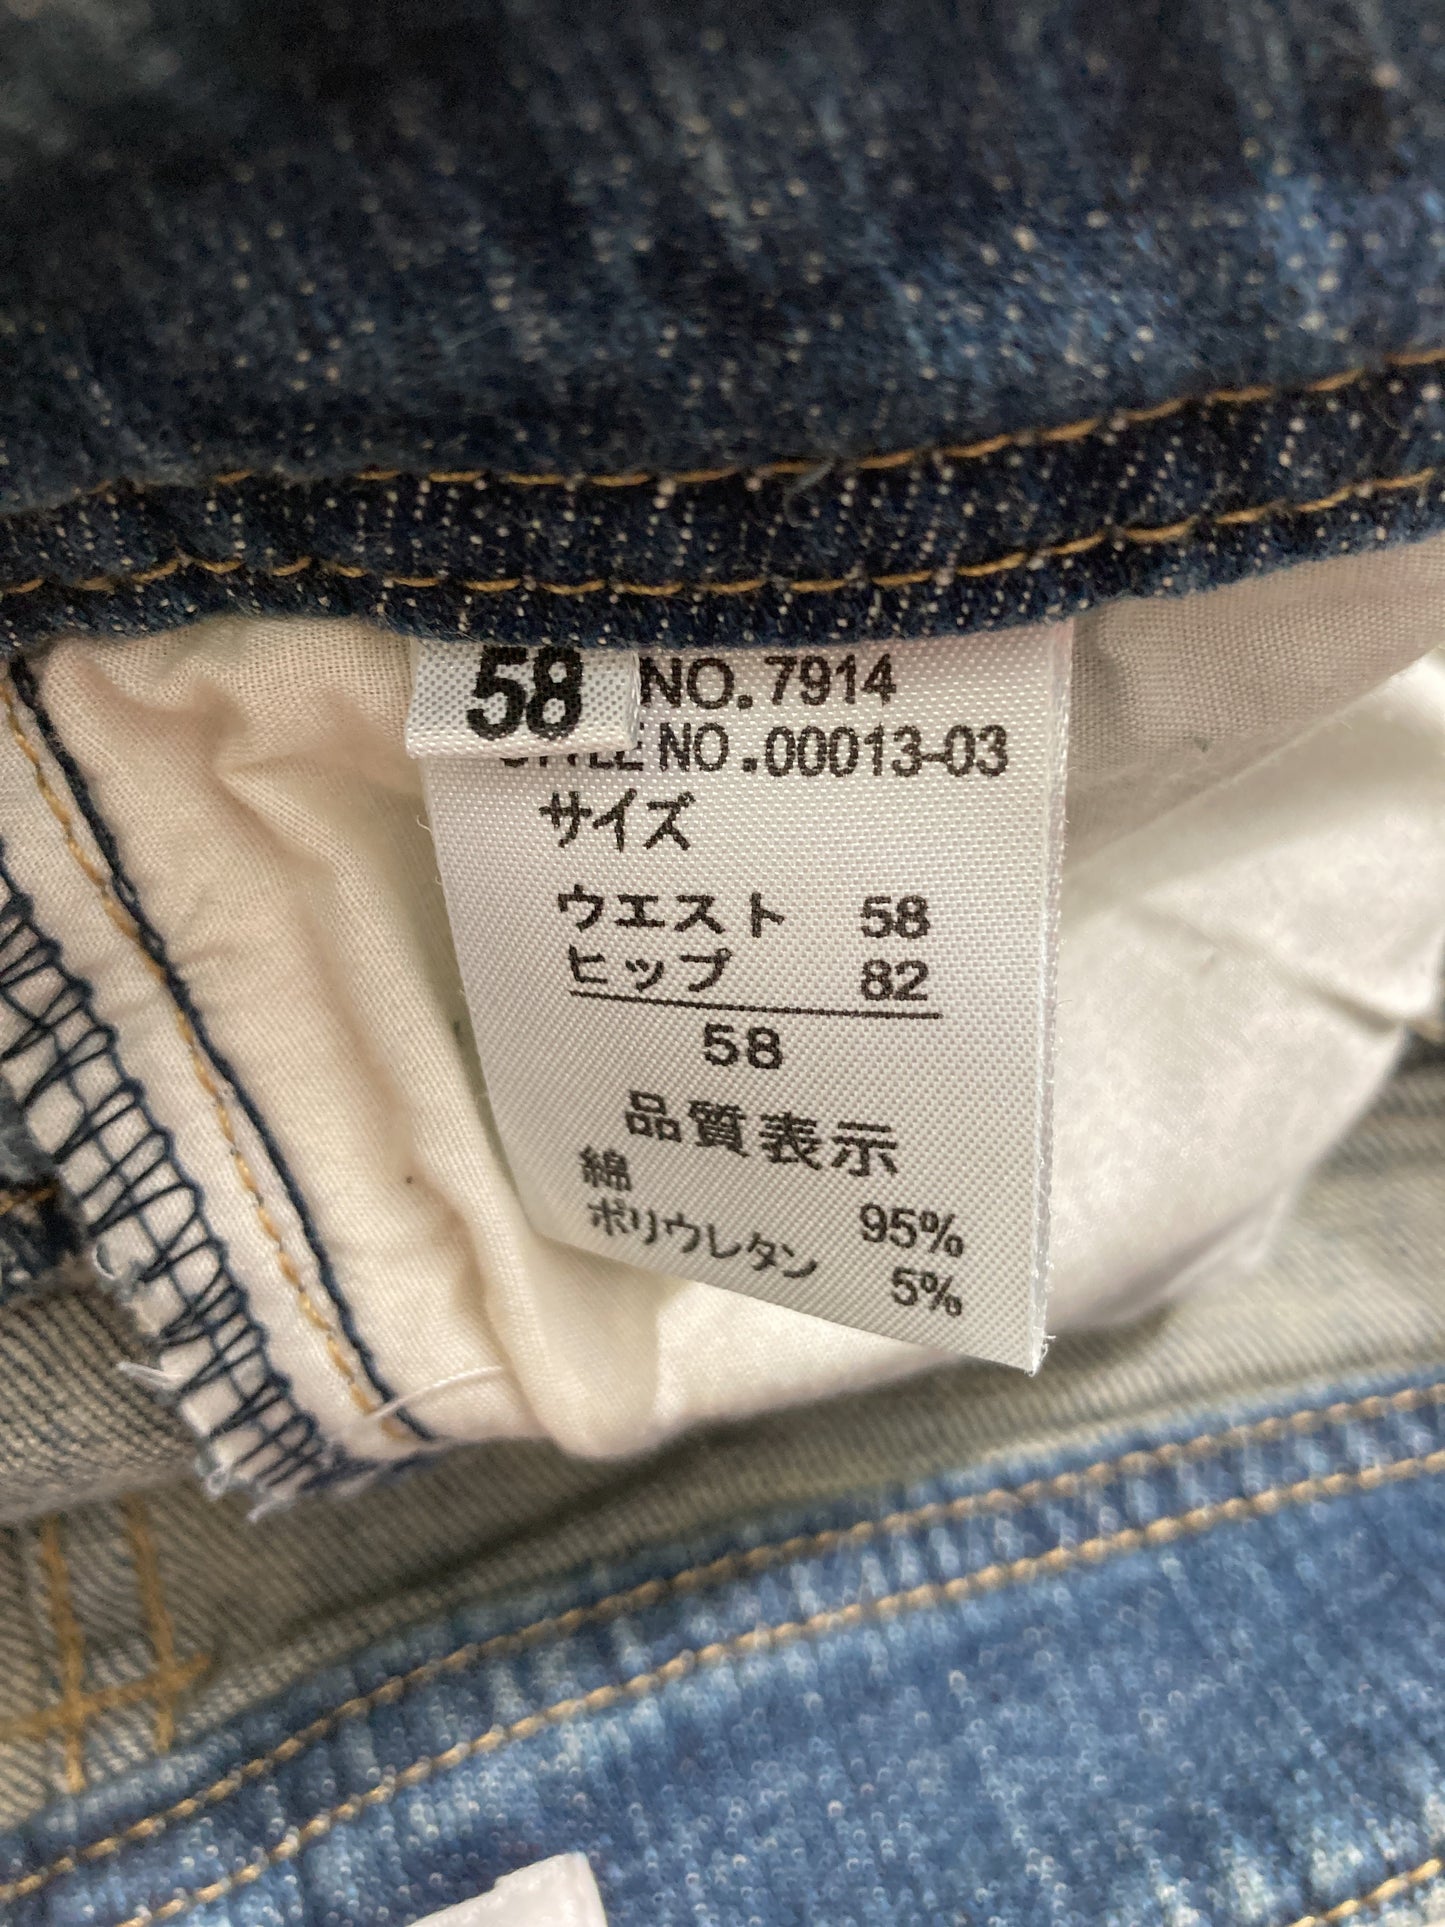 58
NO.7914
STYLE NO.00013-03
サイズ
ウエスト 58
ヒップ 82
58
品質表示
綿 95%
ポリウレタン 5%